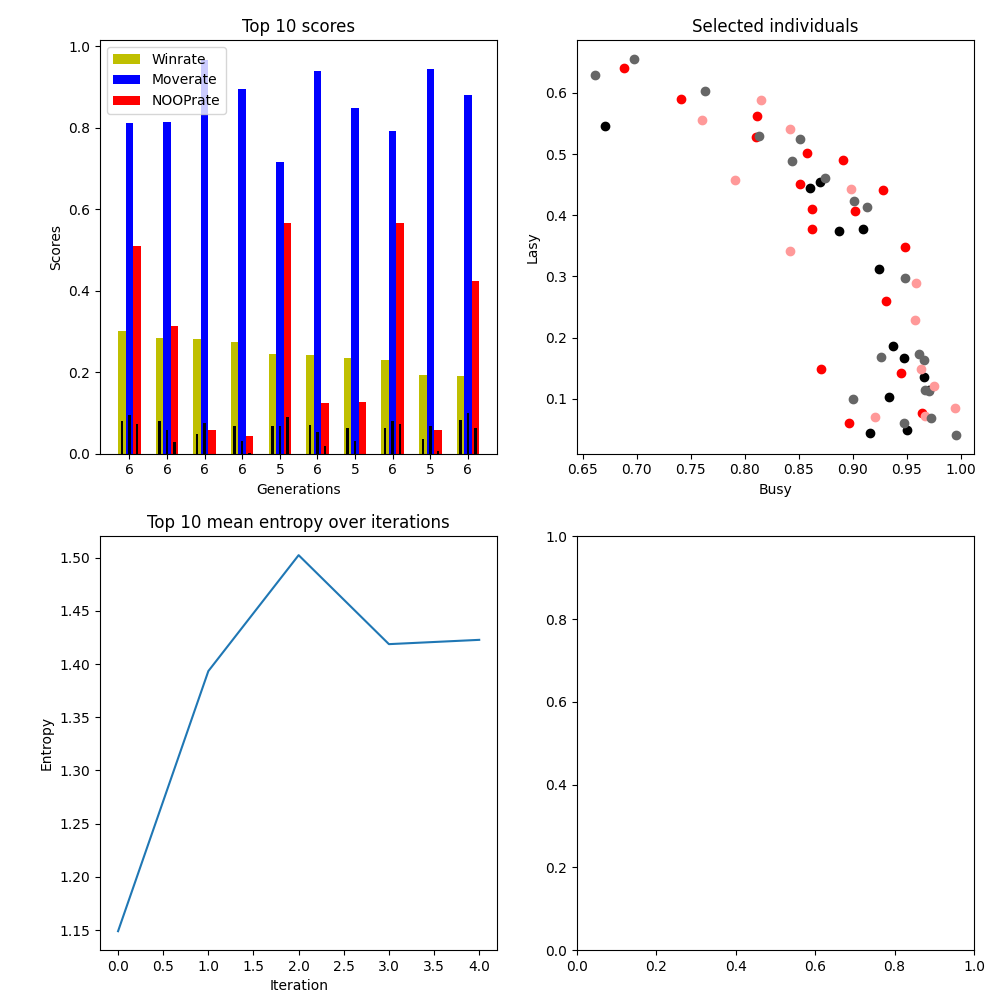 Top 10 scores
Winrate
Moverate
NOOPrate
1.0
0.8
0.6
0.4
0.2
0.0
Scores
6 6 6 6 5 6 5 6 5 6
Generations
Selected individuals
0.6
0.5
0.4
0.3
0.2
0.1
Lasy
0.65 0.70 0.75 0.80 0.85 0.90 0.95 1.00
Busy
Top 10 mean entropy over iterations
1.50
1.45
1.40
1.35
1.30
1.25
1.20
1.15
Entropy
0.0 0.5 1.0 1.5 2.0 2.5 3.0 3.5 4.0
Iteration
1.0
0.8
0.6
0.4
0.2
0.0
0.0 0.2 0.4 0.6 0.8 1.0